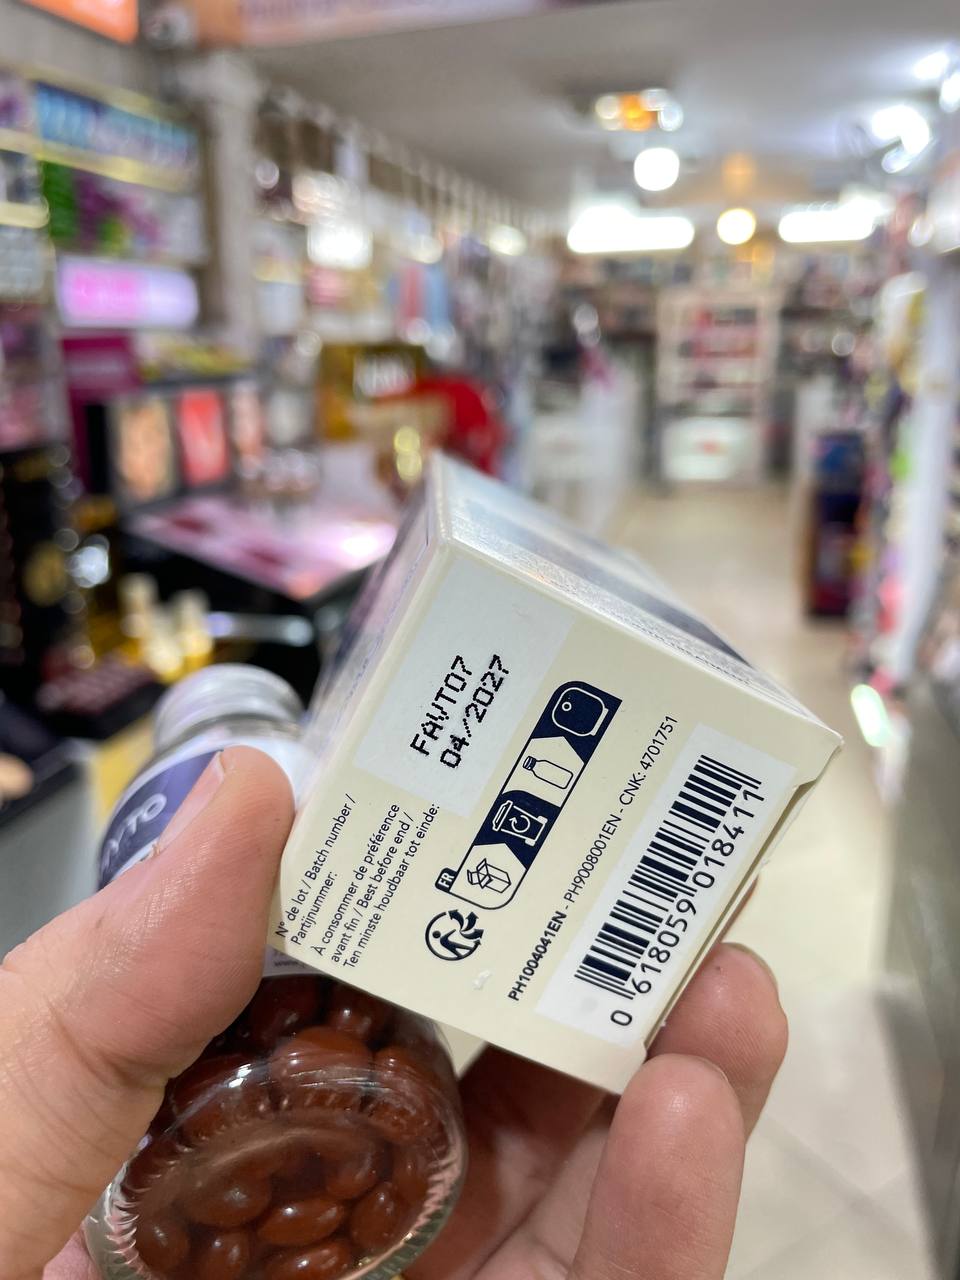 FAVT07
04/2027
N° de lot / Batch number /
Partijnummer:
À consommer de préférence
avant fin / Best before end /
Ten minste houdbaar tot einde:
FR
PH1004041EN - PH9008001EN - CNK: 4701751
0 618059 018411
YTO